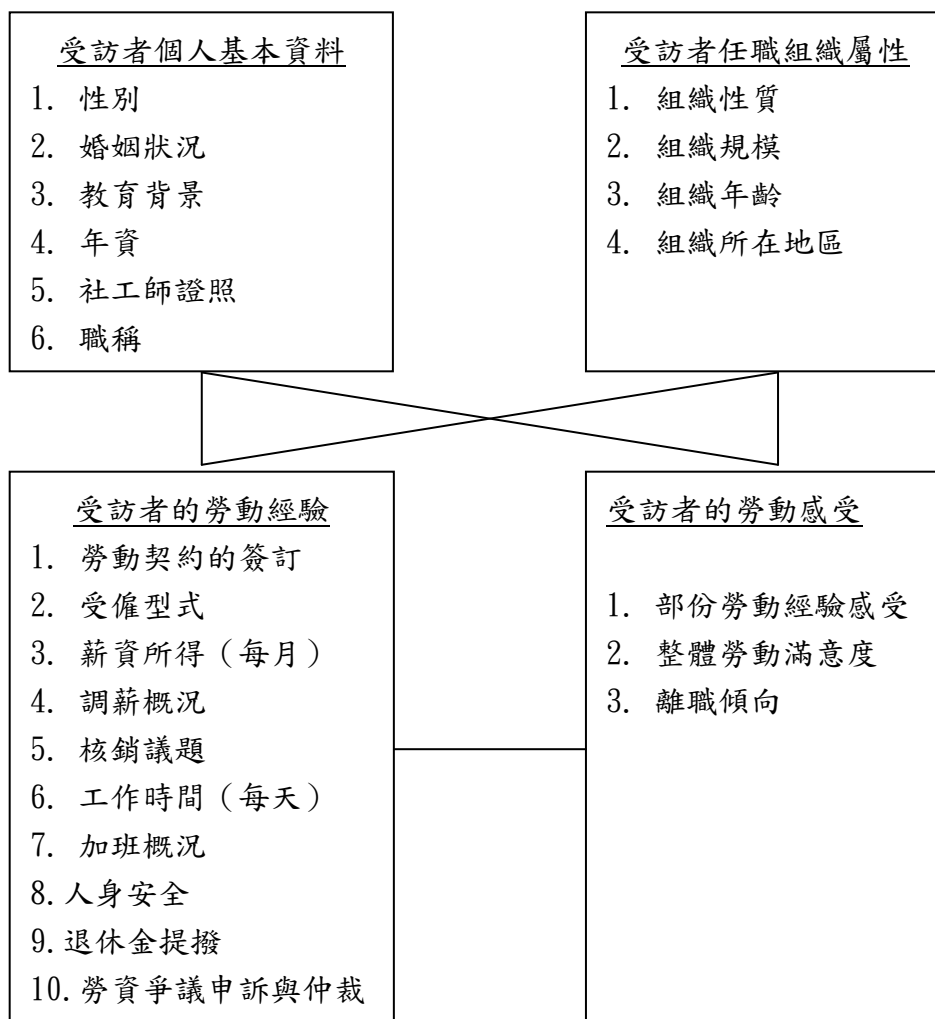 受訪者個人基本資料
1. 性別
2. 婚姻狀況
3. 教育背景
4. 年資
5. 社工師證照
6. 職稱
受訪者任職組織屬性
1. 組織性質
2. 組織規模
3. 組織年齡
4. 組織所在地區
受訪者的勞動經驗
1. 勞動契約的簽訂
2. 受僱型式
3. 薪資所得（每月）
4. 調薪概況
5. 核銷議題
6. 工作時間（每天）
7. 加班概況
8.人身安全
9.退休金提撥
10.勞資爭議申訴與仲裁
受訪者的勞動感受
1. 部份勞動經驗感受
2. 整體勞動滿意度
3. 離職傾向